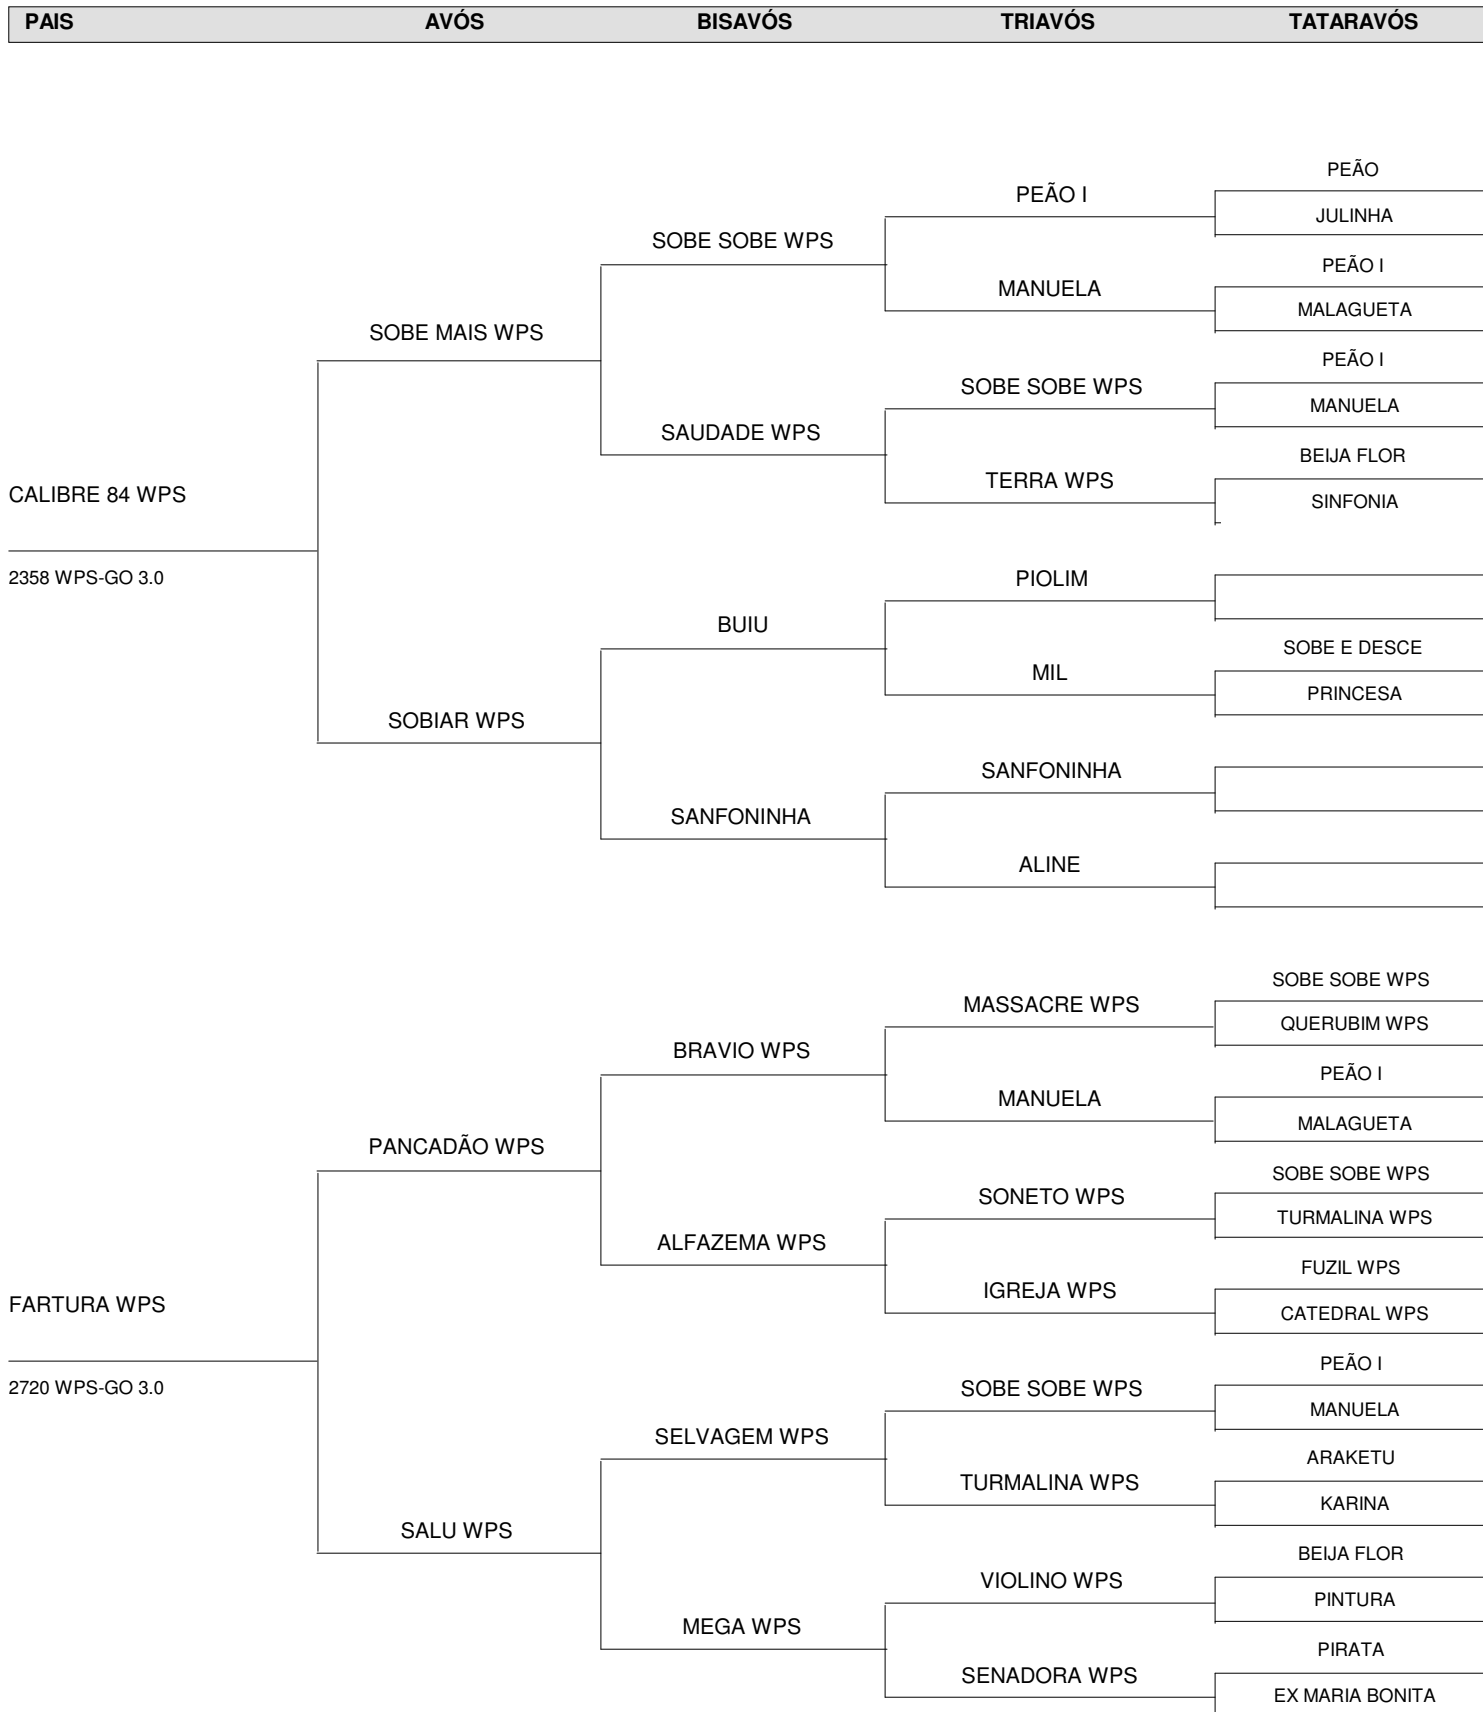 PAIS AVÓS BISAVÓS TRIAVÓS TATARAVÓS
PEÃO
PEÃO I
JULINHA
SOBE SOBE WPS
PEÃO I
MANUELA
MALAGUETA
SOBE MAIS WPS
PEÃO I
SOBE SOBE WPS
MANUELA
SAUDADE WPS
BEIJA FLOR
TERRA WPS
CALIBRE 84 WPS
SINFONIA
2358 WPS-GO 3.0
PIOLIM
BUIU
SOBE E DESCE
MIL
PRINCESA
SOBIAR WPS
SANFONINHA
SANFONINHA
ALINE
SOBE SOBE WPS
MASSACRE WPS
QUERUBIM WPS
BRAVIO WPS
PEÃO I
MANUELA
MALAGUETA
PANCADÃO WPS
SOBE SOBE WPS
SONETO WPS
TURMALINA WPS
ALFAZEMA WPS
FUZIL WPS
IGREJA WPS
FARTURA WPS
CATEDRAL WPS
PEÃO I
2720 WPS-GO 3.0
SOBE SOBE WPS
MANUELA
SELVAGEM WPS
ARAKETU
TURMALINA WPS
KARINA
SALU WPS
BEIJA FLOR
VIOLINO WPS
PINTURA
MEGA WPS
PIRATA
SENADORA WPS
EX MARIA BONITA